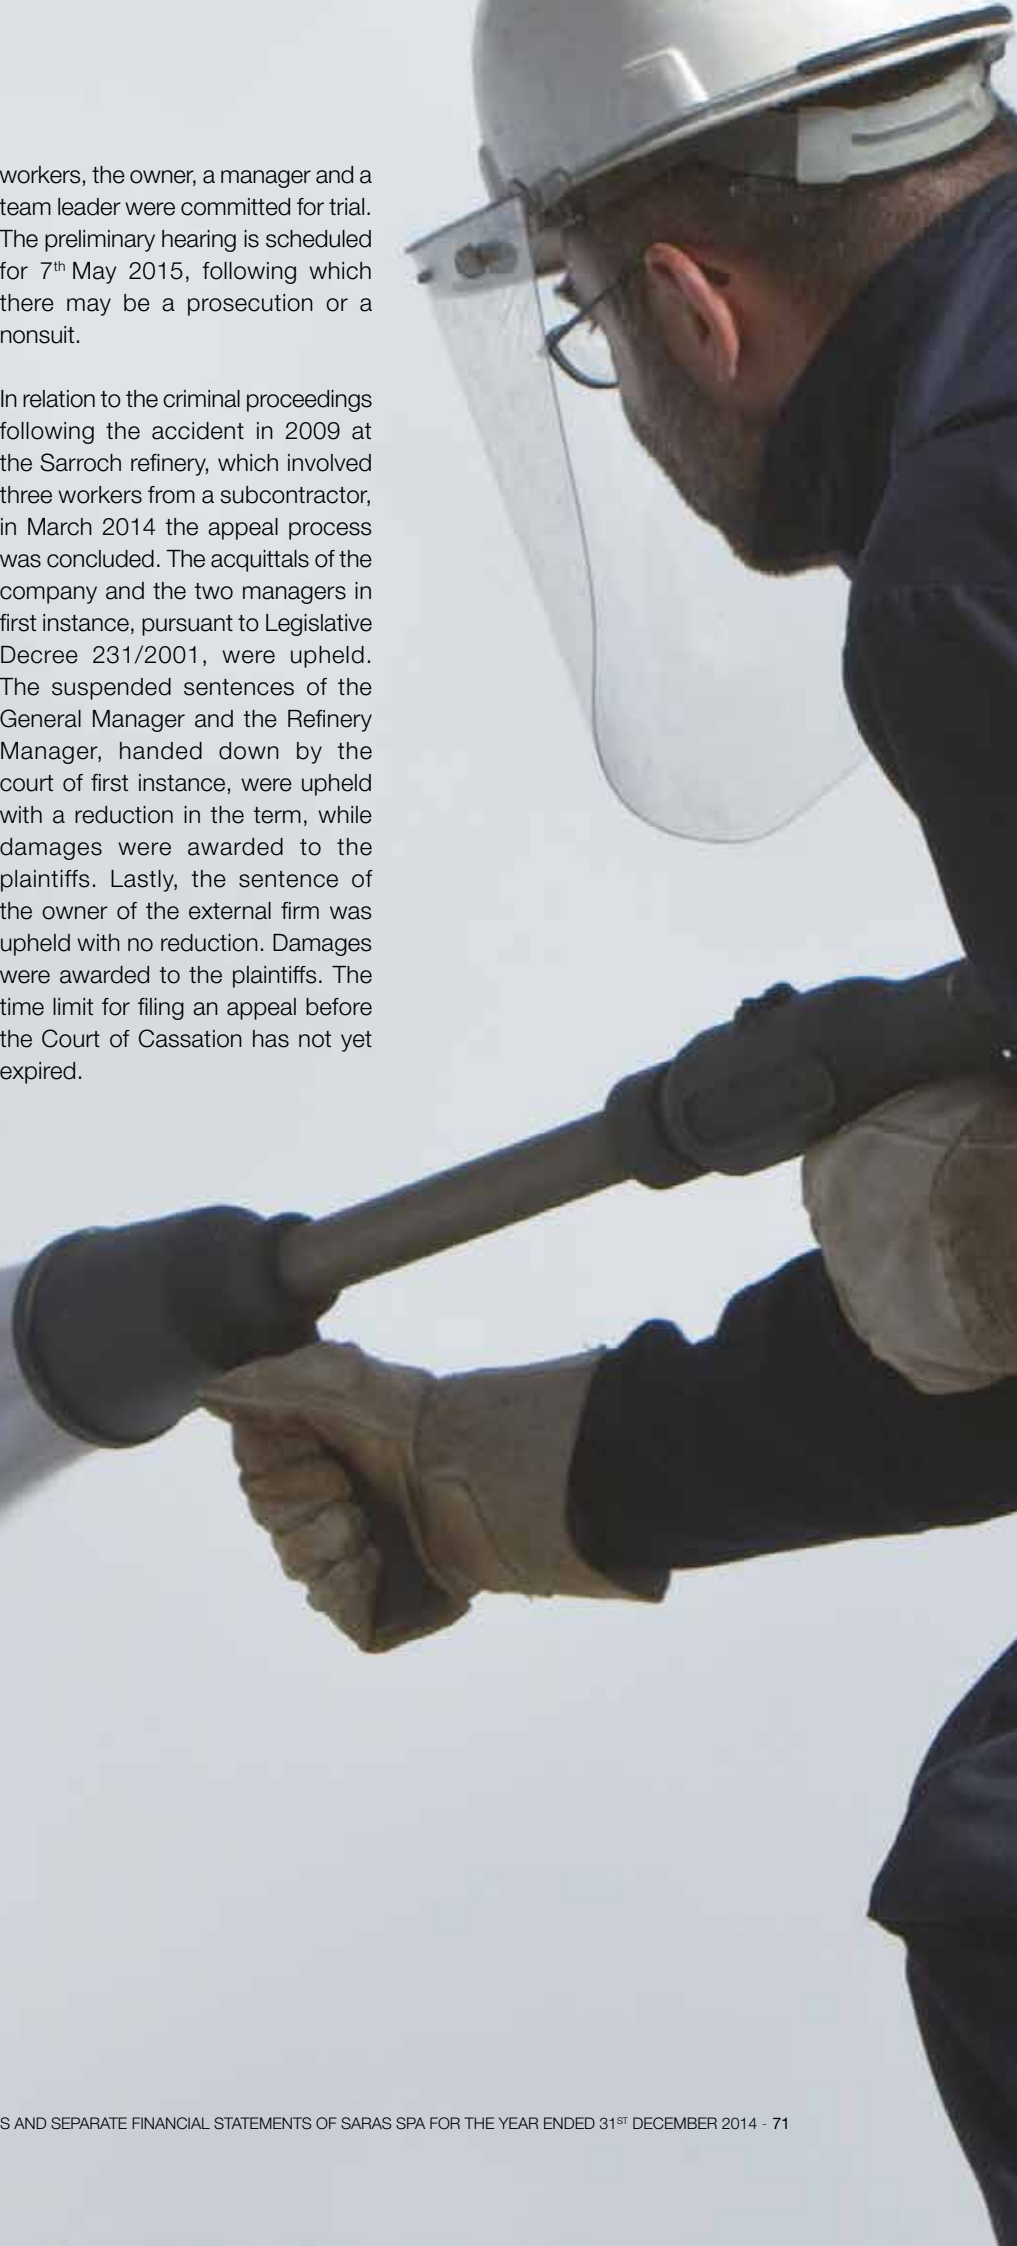 workers, the owner, a manager and a
team leader were committed for trial.
The preliminary hearing is scheduled
for 7th May 2015, following which
there may be a prosecution or a
nonsuit.
In relation to the criminal proceedings
following the accident in 2009 at
the Sarroch refinery, which involved
three workers from a subcontractor,
in March 2014 the appeal process
was concluded. The acquittals of the
company and the two managers in
first instance, pursuant to Legislative
Decree 231/2001, were upheld.
The suspended sentences of the
General Manager and the Refinery
Manager, handed down by the
court of first instance, were upheld
with a reduction in the term, while
damages were awarded to the
plaintiffs. Lastly, the sentence of
the owner of the external firm was
upheld with no reduction. Damages
were awarded to the plaintiffs. The
time limit for filing an appeal before
the Court of Cassation has not yet
expired.
S AND SEPARATE FINANCIAL STATEMENTS OF SARAS SPA FOR THE YEAR ENDED 31ST DECEMBER 2014 - 71